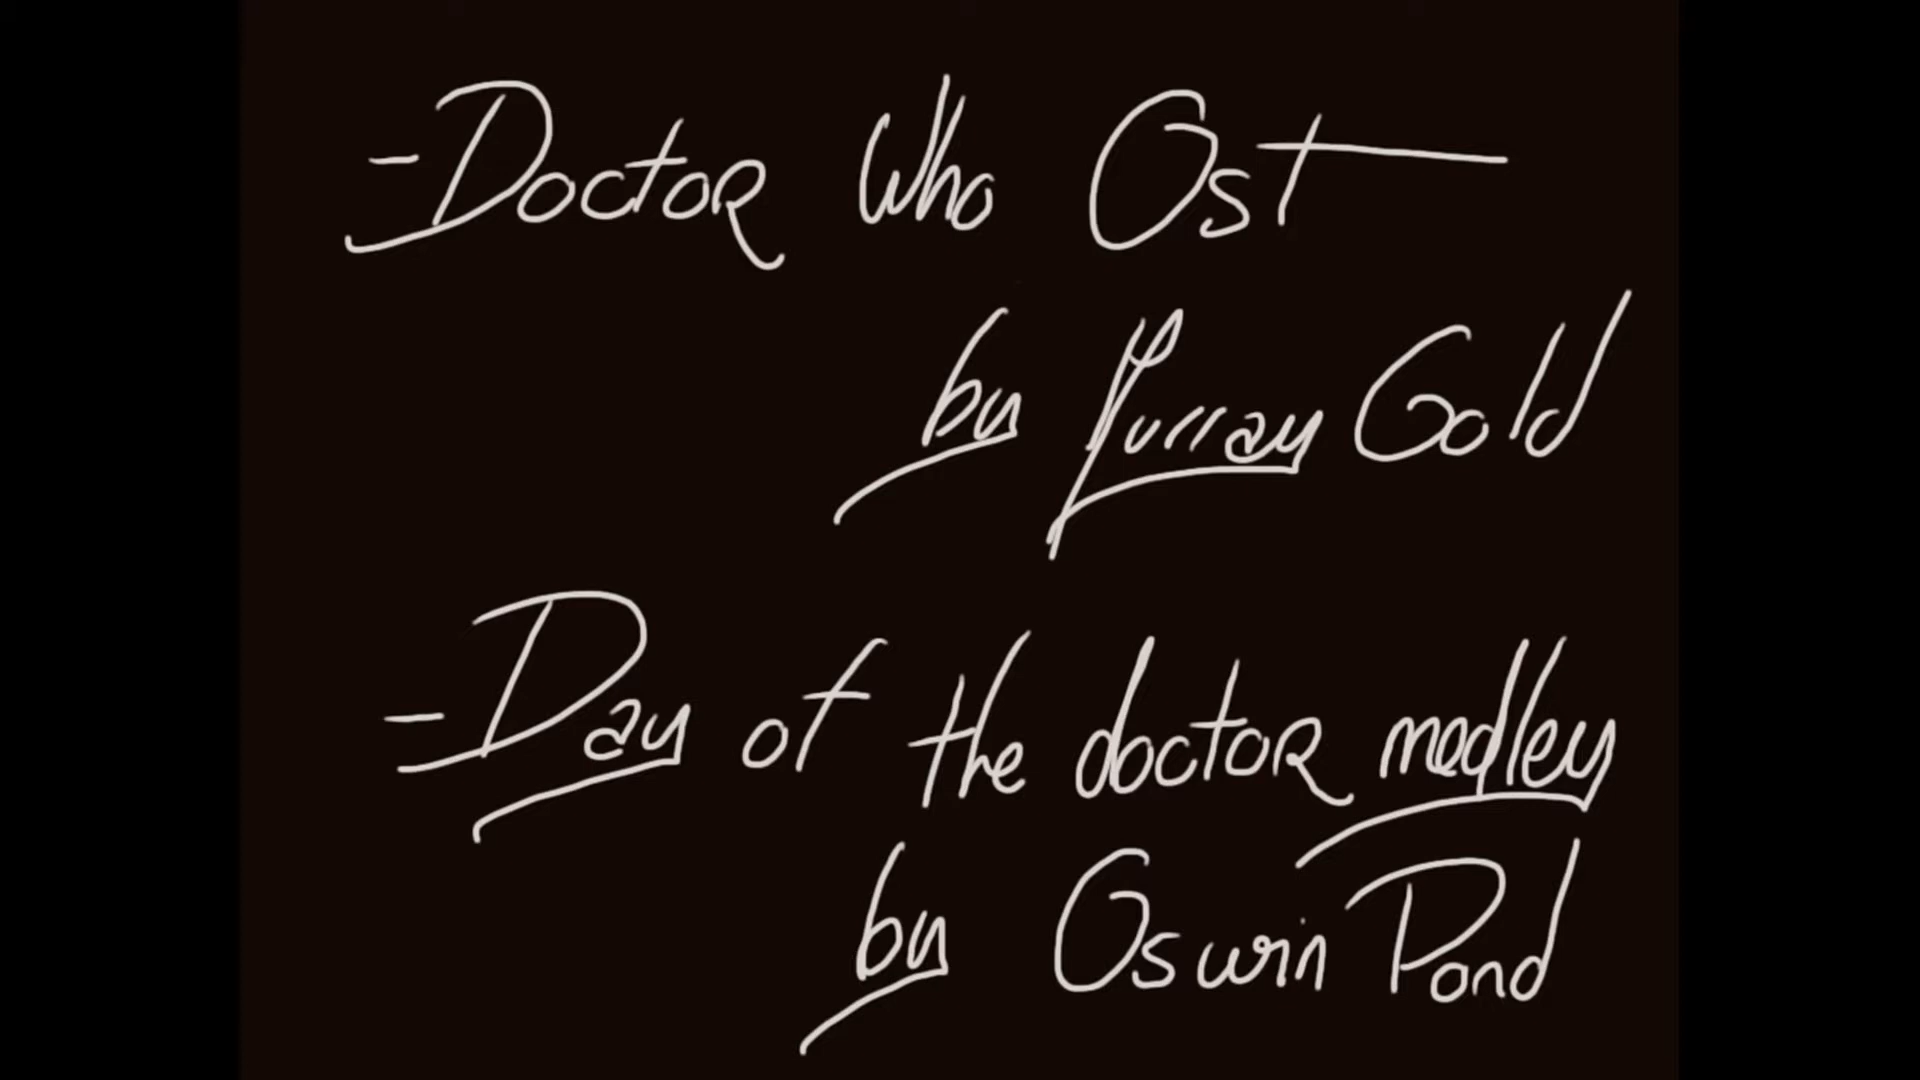 -Doctor Who Ost
by Murray Gold
-Day of the doctor medley
by Oswin Pond